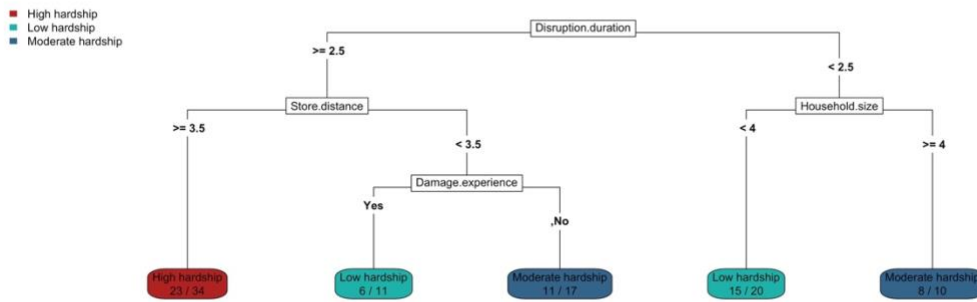 High hardship
Low hardship
Moderate hardship
Disruption.duration
>= 2.5
< 2.5
Store.distance
Household.size
>= 3.5
< 3.5
< 4
>= 4
Damage.experience
Yes
,No
High hardship
23 / 34
Low hardship
6 / 11
Moderate hardship
11 / 17
Low hardship
15 / 20
Moderate hardship
8 / 10